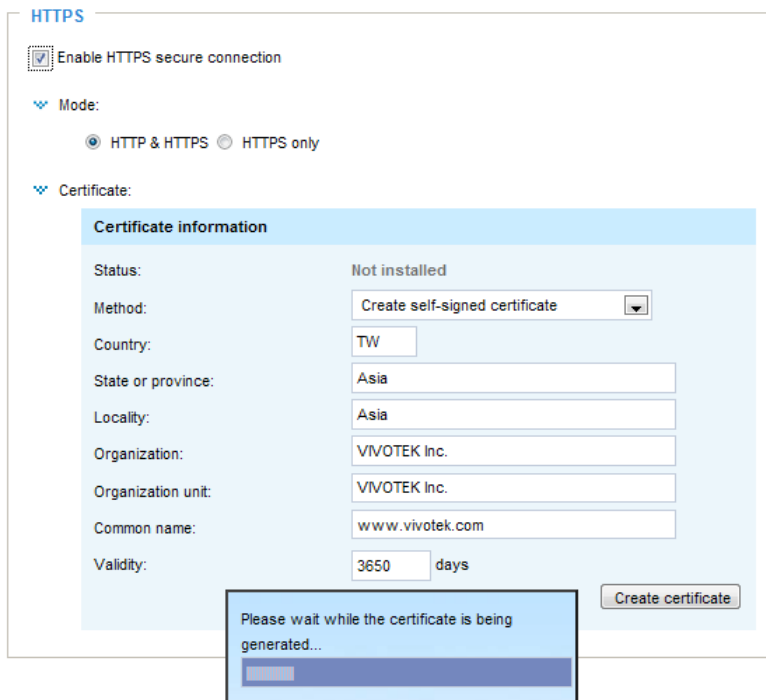 HTTPS
Enable HTTPS secure connection
Mode:
HTTP & HTTPS HTTPS only
Certificate:
Certificate information
Status: Not installed
Method: Create self-signed certificate
Country: TW
State or province: Asia
Locality: Asia
Organization: VIVOTEK Inc.
Organization unit: VIVOTEK Inc.
Common name: www.vivotek.com
Validity: 3650 days
Create certificate
Please wait while the certificate is being
generated...